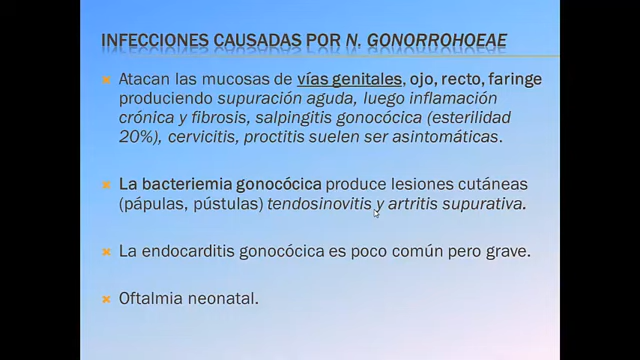 INFECCIONES CAUSADAS POR N. GONORROHOEAE
Atacan las mucosas de vías genitales, ojo, recto, faringe
produciendo supuración aguda, luego inflamación
crónica y fibrosis, salpingitis gonocócica (esterilidad
20%), cervicitis, proctitis suelen ser asintomáticas.
La bacteriemia gonocócica produce lesiones cutáneas
(pápulas, pústulas) tendosinovitis y artritis supurativa.
La endocarditis gonocócica es poco común pero grave.
Oftalmia neonatal.